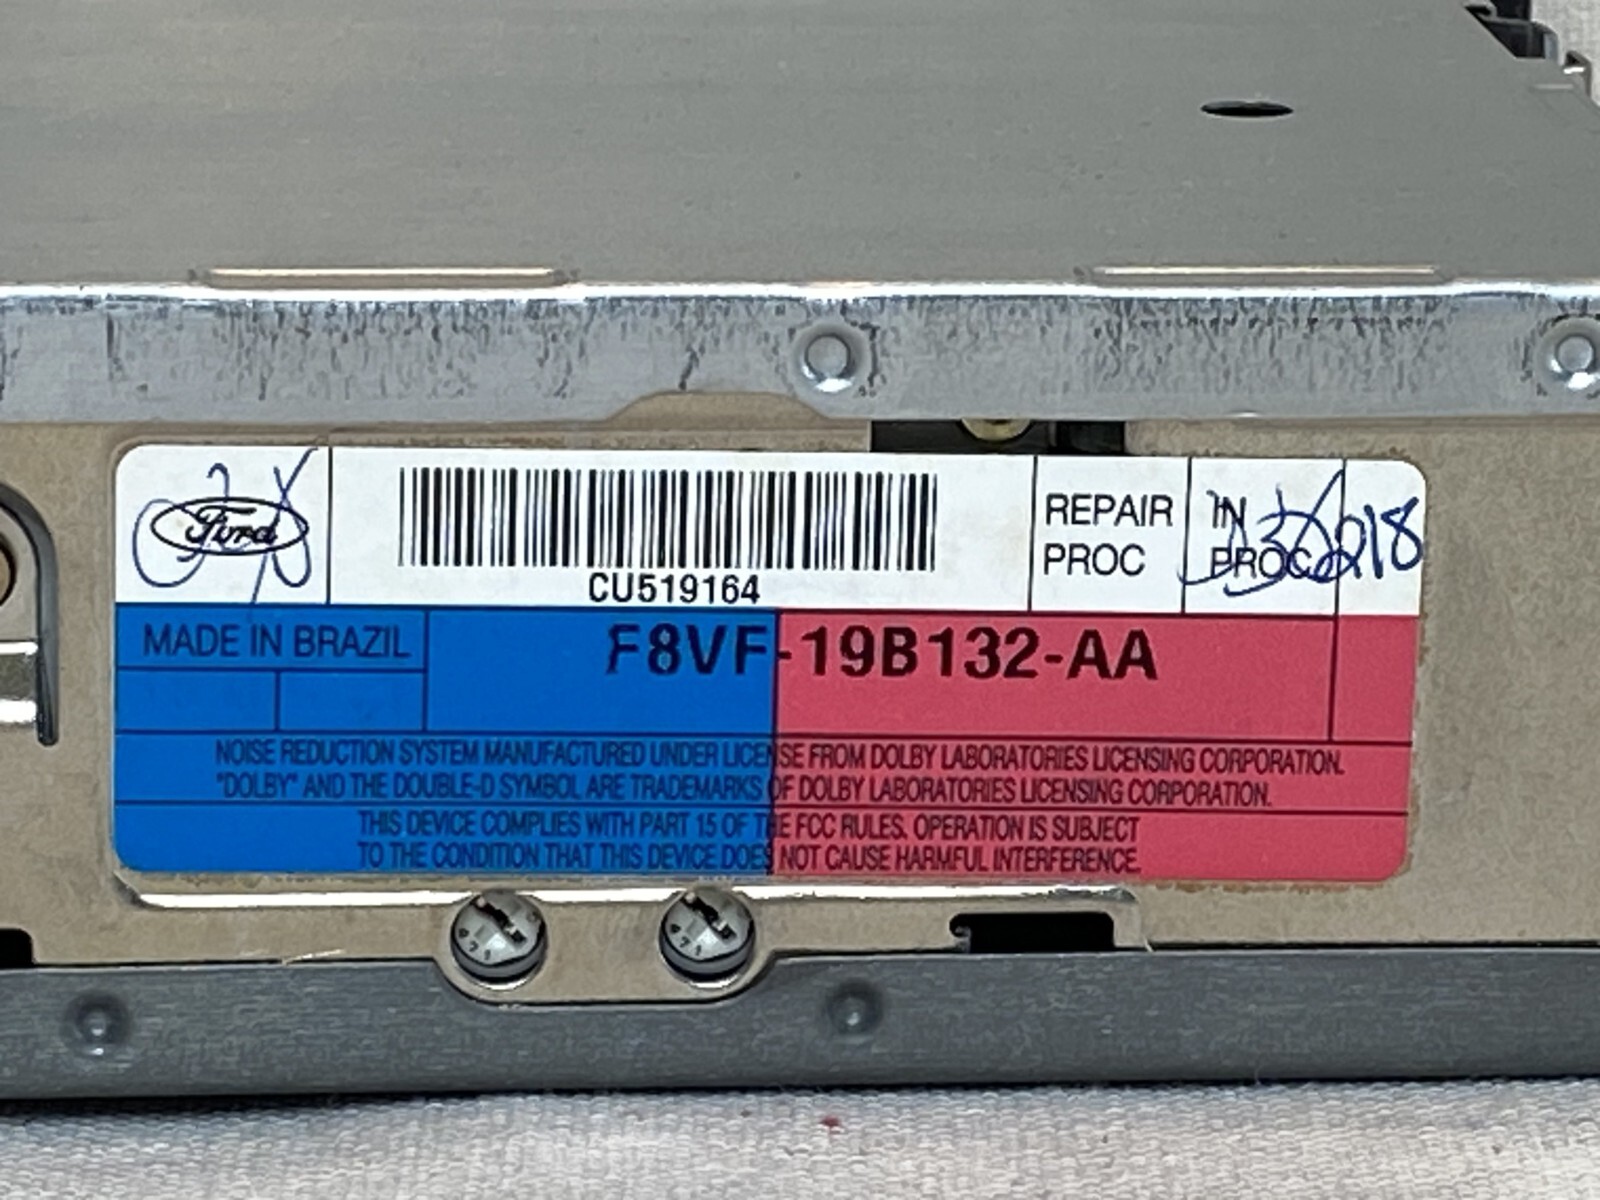 Ford
CU519164
REPAIR
PROC
IN
PROC
MADE IN BRAZIL
F8VF-19B132-AA
NOISE REDUCTION SYSTEM MANUFACTURED UNDER LICENSE FROM DOLBY LABORATORIES LICENSING CORPORATION.
"DOLBY" AND THE DOUBLE-D SYMBOL ARE TRADEMARKS OF DOLBY LABORATORIES LICENSING CORPORATION.
THIS DEVICE COMPLIES WITH PART 15 OF THE FCC RULES. OPERATION IS SUBJECT
TO THE CONDITION THAT THIS DEVICE DOES NOT CAUSE HARMFUL INTERFERENCE.